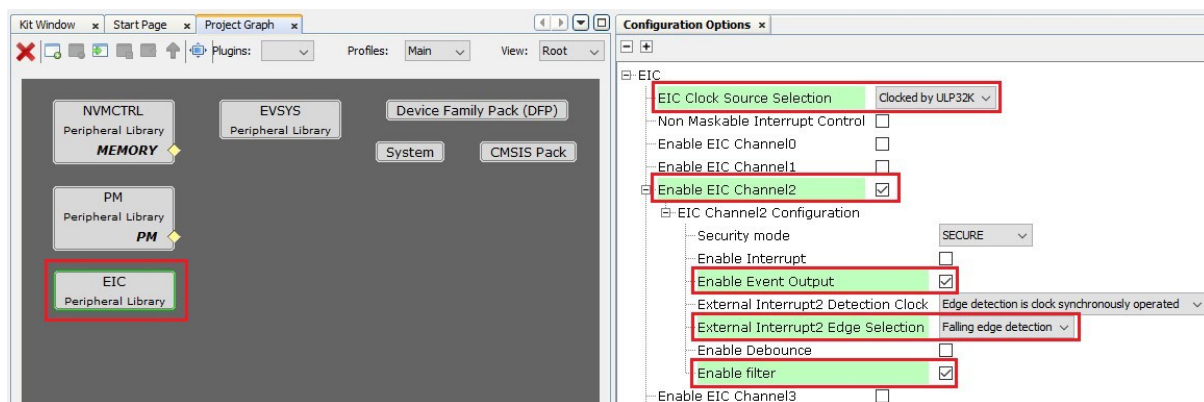 Kit Window x Start Page x Project Graph x
Plugins: Profiles: Main View: Root
NVMCTRL
Peripheral Library
MEMORY
EVSYS
Peripheral Library
Device Family Pack (DFP)
System
CMSIS Pack
PM
Peripheral Library
PM
EIC
Peripheral Library
Configuration Options x
EIC
EIC Clock Source Selection Clocked by ULP32K
Non Maskable Interrupt Control
Enable EIC Channel0
Enable EIC Channel1
Enable EIC Channel2
EIC Channel2 Configuration
Security mode SECURE
Enable Interrupt
Enable Event Output
External Interrupt2 Detection Clock Edge detection is clock synchronously operated
External Interrupt2 Edge Selection Falling edge detection
Enable Debounce
Enable filter
Enable EIC Channel3